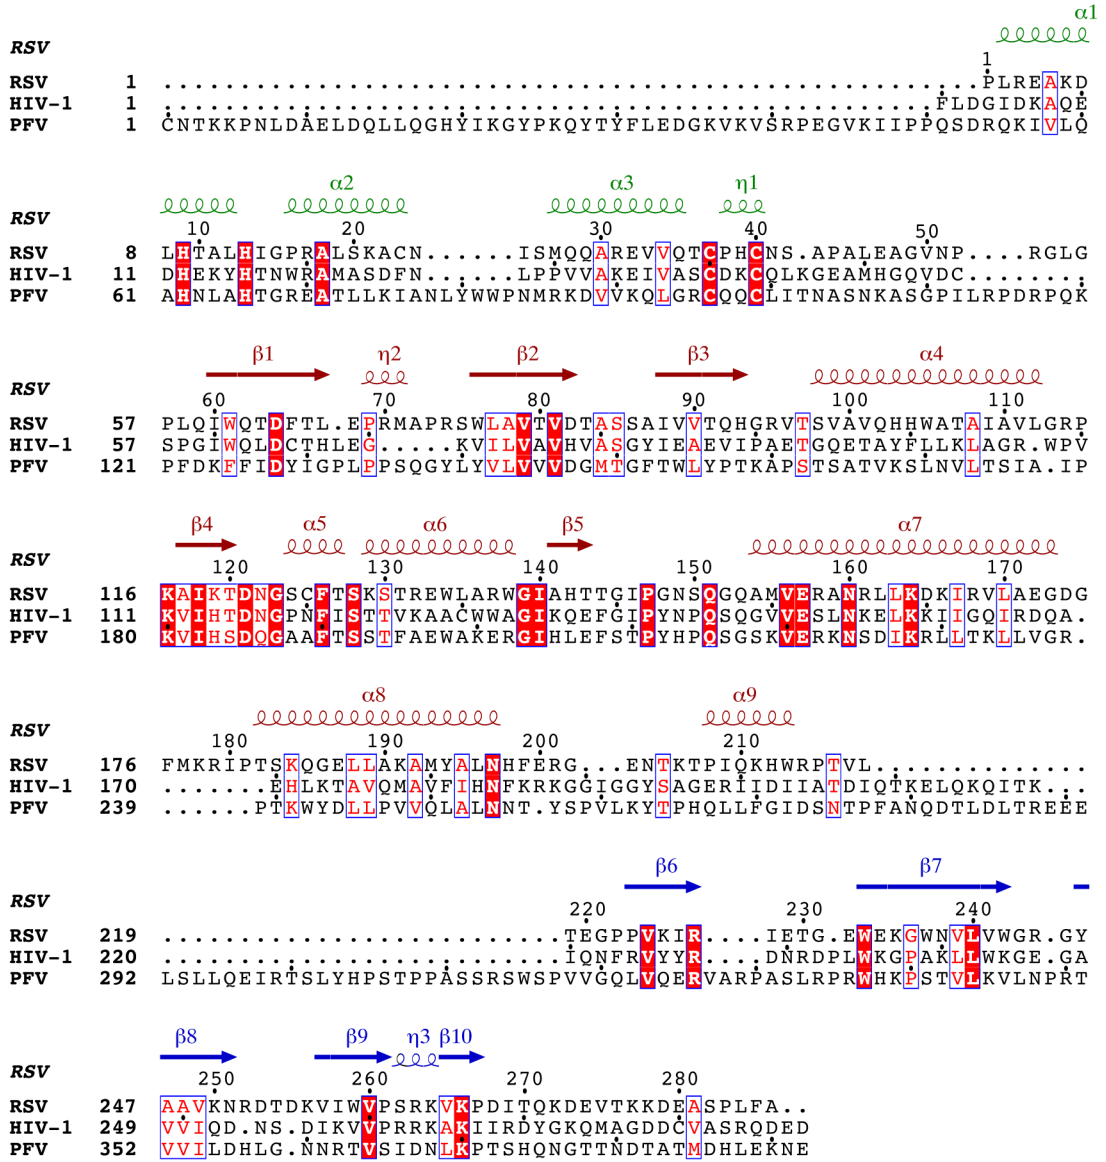 α1
RSV
1
RSV 1 .....................................................PLREAKD
HIV-1 1 ..................................................FLDGIDKAQE
PFV 1 CNTKKPNLDAELDQLLQGHYIKGYPKQYTYFLEDGKVKVSRPEGVKIIPPQSDRQKIVLQ
α2 α3 η1
RSV
10 20 30 40 50
RSV 8 LHTALHIGPRALSKACN......ISMQQAREVVQTCPHCNS.APALEAGVNP....RGLG
HIV-1 11 DHEKYHTNWRAMASDFN......LPPVVAKEIVASCDKCQLKGEAMHGQVDC........
PFV 61 AHNLAHTGREATLLKIANLYWWPNMRKDVVKQLGRCQQCLITNASNKASGPILRPDRPQK
β1 η2 β2 β3 α4
RSV
60 70 80 90 100 110
RSV 57 PLQIWQTDFTL.EPRMAPRSWLAVTVDTASSAIVVTQHGRVTSVAVQHHWATAIAVLGRP
HIV-1 57 SPGIWQLDCTHLEG.....KVILVAVHVASGYIEAEVIPAETGQETAYFLLKLAGR.WPV
PFV 121 PFDKFFIDYIGPLPPSQGYLYVLVVVDGMTGFTWLYPTKAPSTSATVKSLNVLTSIA.IP
β4 α5 α6 β5 α7
RSV
120 130 140 150 160 170
RSV 116 KAIKTDNGSCFTSKSTREWLARWGIAHTTGIPGNSQGQAMVERANRLLKDKIRVLAEGDG
HIV-1 111 KVIHTDNGPNFISTTVKAACWWAGIKQEFGIPYNPQSQGVVESLNKELKKIIGQIRDQA.
PFV 180 KVIHSDQGAAFTSSTFAEWAKERGIHLEFSTPYHPQSGSKVERKNSDIKRLLTKLLVGR.
α8 α9
RSV
180 190 200 210
RSV 176 FMKRIPTSKQGELLAKAMYALNHFERG...ENTKTPIQKHWRPTVL..............
HIV-1 170 .......EHLKTAVQMAVFIHNFKRKGGIGGYSAGERIIDIIATDIQTKELQKQITK...
PFV 239 ......PTKWYDLLPVVQLALNNT.YSPVLKYTPHQLLFGIDSNTPFANQDTLDLTREEE
β6 β7
RSV
220 230 240
RSV 219 ..........................TEGPPVKIR....IETG.EWEKGWNVLVWGR.GY
HIV-1 220 ..........................IQNFRVYYR....DNRDPLWKGPAKLLWKGE.GA
PFV 292 LSLLQEIRTSLYHPSTPPASSRSWSPVVGQLVQERVARPASLRPRWHKPSTVLKVLNPRT
β8 β9 η3 β10
RSV
250 260 270 280
RSV 247 AAVKNRDTDKVIWVPSRKVKPDITQKDEVTKKDEASPLFA..
HIV-1 249 VVIQD.NS.DIKVVPRRKAKIIRDYGKQMAGDDCVASRQDED
PFV 352 VVILDHLG.NNRTVSIDNLKPTSHQNGTTNDTATMDHLEKNE